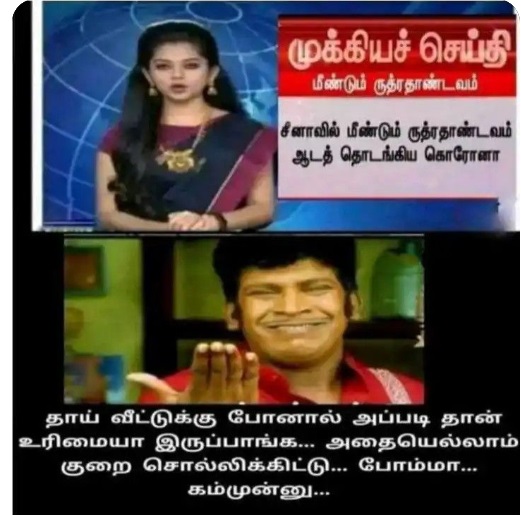 முக்கியச் செய்தி
மீண்டும் ருத்ரதாண்டவம்
சீனாவில் மீண்டும் ருத்ரதாண்டவம்
ஆடத் தொடங்கிய கொரோனா
தாய் வீட்டுக்கு போனால் அப்படி தான்
உரிமையா இருப்பாங்க... அதையெல்லாம்
குறை சொல்லிக்கிட்டு... போம்மா...
கம்முன்னு...